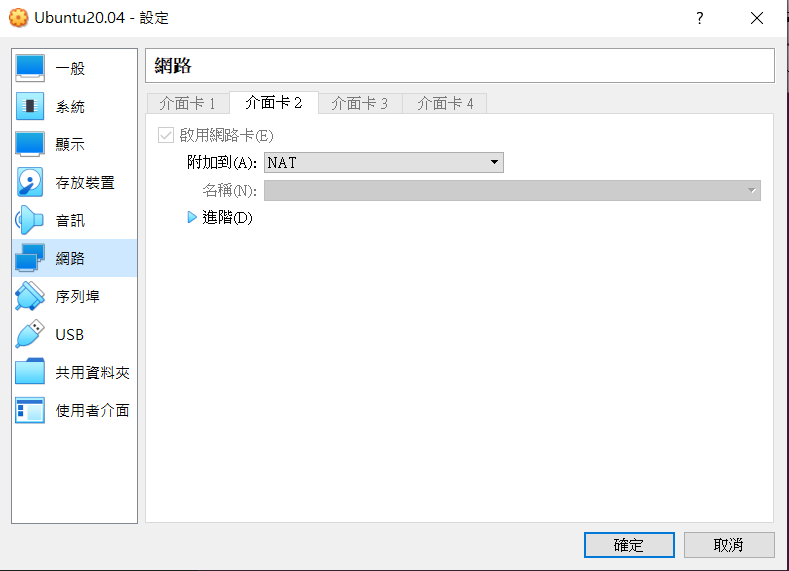 Ubuntu20.04 - 設定
?
一般
系統
顯示
存放裝置
音訊
網路
序列埠
USB
共用資料夾
使用者介面
網路
介面卡 1 介面卡 2 介面卡 3 介面卡 4
啟用網路卡(E)
附加到(A): NAT
名稱(N):
進階(D)
確定 取消